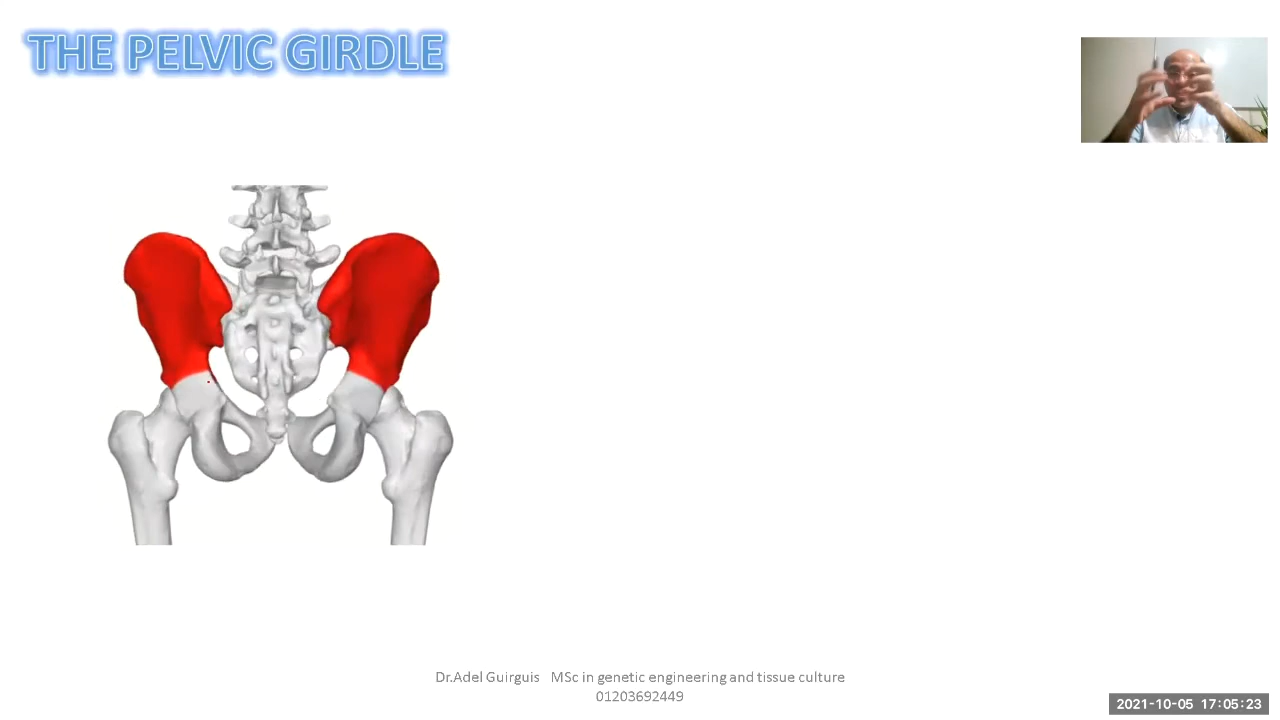 THE PELVIC GIRDLE
Dr.Adel Guirguis MSc in genetic engineering and tissue culture
01203692449
2021-10-05 17:05:23